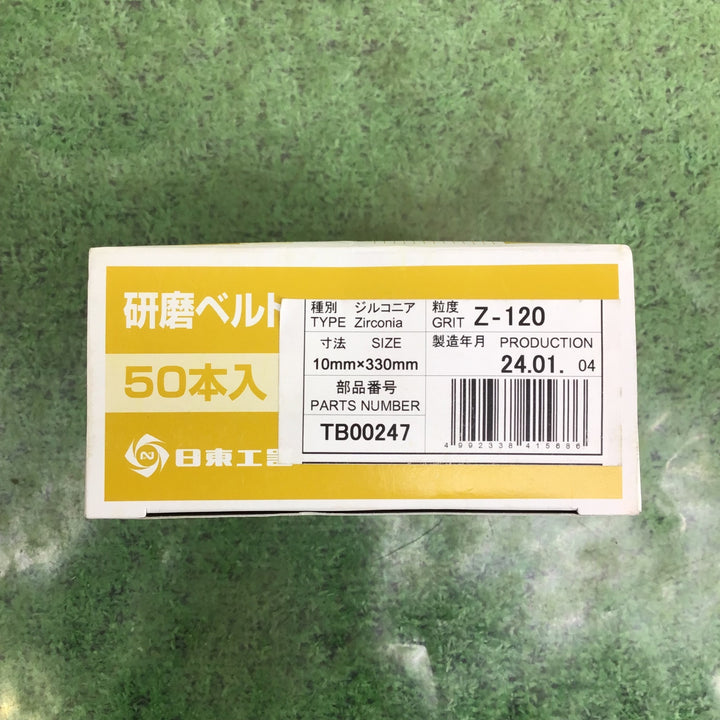 研磨ベルト
50本入
日東工器
種別 ジルコニア
TYPE Zirconia
粒度
GRIT Z-120
寸法 SIZE
10mm×330mm
製造年月 PRODUCTION
24.01. 04
部品番号
PARTS NUMBER
TB00247
4992338415686